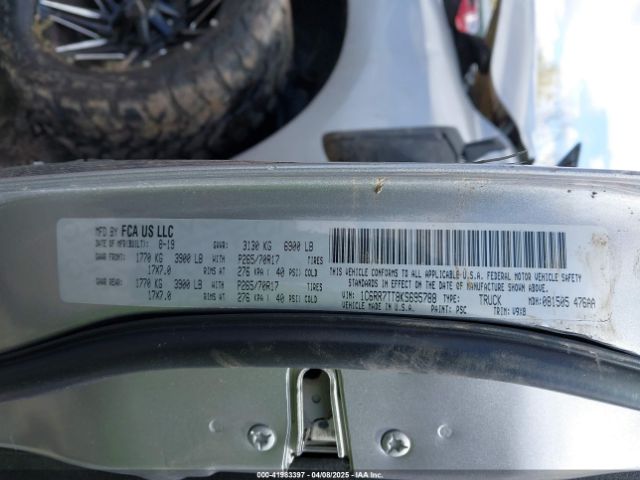 MFD BY FCA US LLC
DATE OF MFR(BUILT): 8-19 GVWR: 3130 KG 6900 LB
GAWR FRONT: 1770 KG 3900 LB WITH P265/70R17 TIRES
17X7.0 RIMS AT 276 KPA( 40 PSI) COLD
GAWR REAR: 1770 KG 3900 LB WITH P265/70R17 TIRES
17X7.0 RIMS AT 276 KPA( 40 PSI) COLD
THIS VEHICLE CONFORMS TO ALL APPLICABLE U.S.A. FEDERAL MOTOR VEHICLE SAFETY
STANDARDS IN EFFECT ON THE DATE OF MANUFACTURE SHOWN ABOVE.
VIN: 1C6RR7TT8KS695788 TYPE: TRUCK MDH: 081505 476AA
VEHICLE MADE IN U.S.A. PAINT: PSC TRIM: V9X8
000-41983397 - 04/08/2025 - IAAI.com